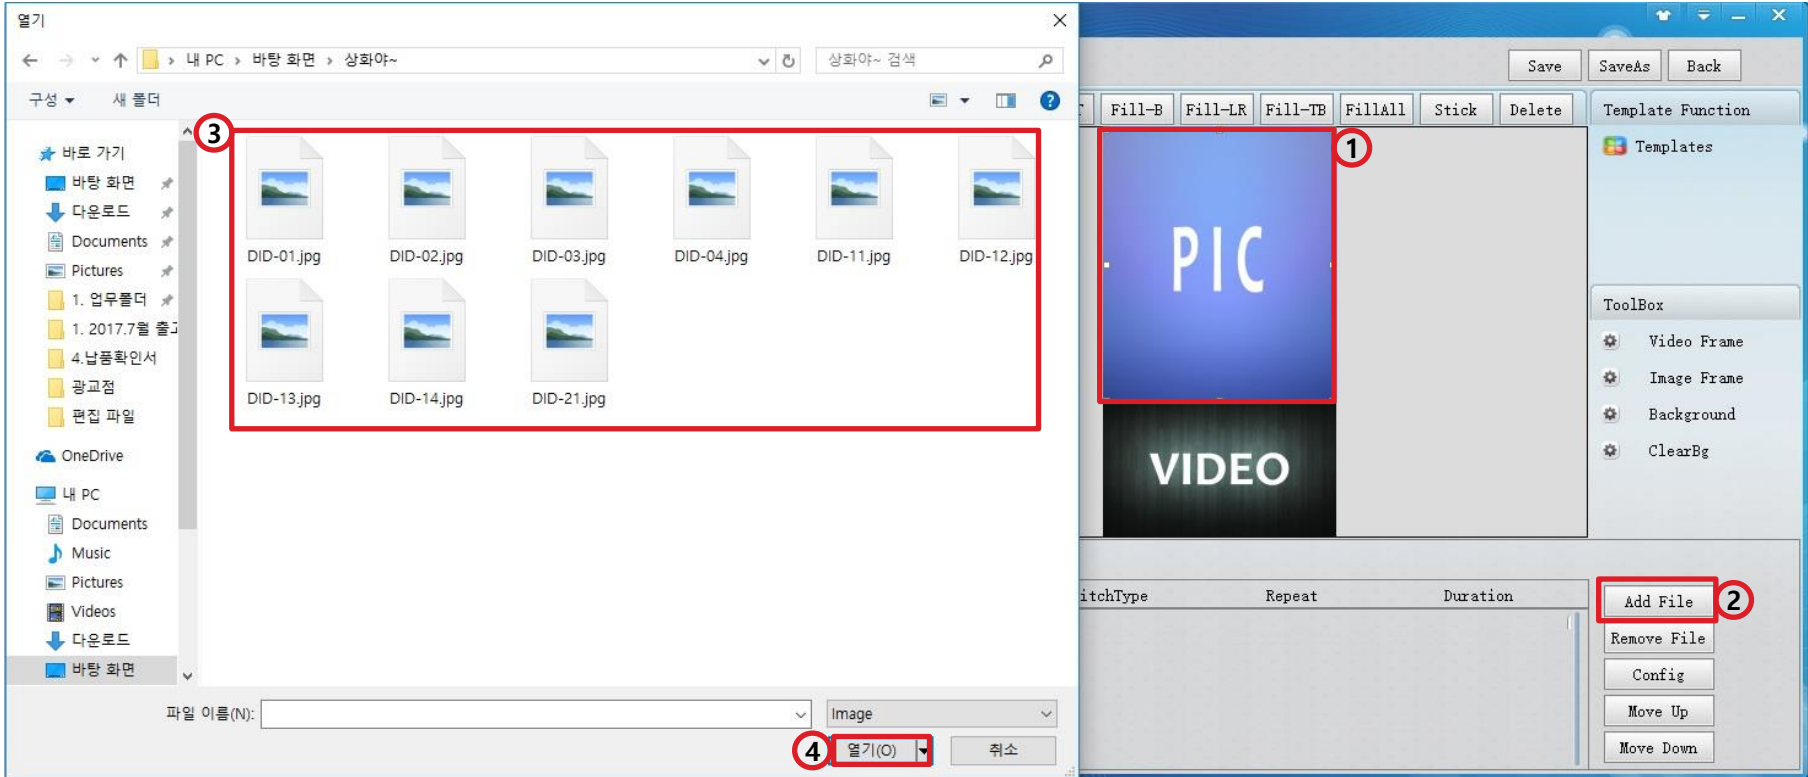 열기
내 PC > 바탕 화면 > 상화야~
상화야~ 검색
구성
새 폴더
바로 가기
바탕 화면
다운로드
Documents
Pictures
1. 업무폴더
1. 2017.7월 출고
4.납품확인서
광교점
편집 파일
OneDrive
내 PC
Documents
Music
Pictures
Videos
다운로드
바탕 화면
3
DID-01.jpg
DID-02.jpg
DID-03.jpg
DID-04.jpg
DID-11.jpg
DID-12.jpg
DID-13.jpg
DID-14.jpg
DID-21.jpg
파일 이름(N):
Image
4
열기(O)
취소
Save
SaveAs
Back
Fill-B
Fill-LR
Fill-TB
FillAll
Stick
Delete
Template Function
Templates
1
PIC
VIDEO
ToolBox
Video Frame
Image Frame
Background
ClearBg
itchType
Repeat
Duration
Add File
2
Remove File
Config
Move Up
Move Down